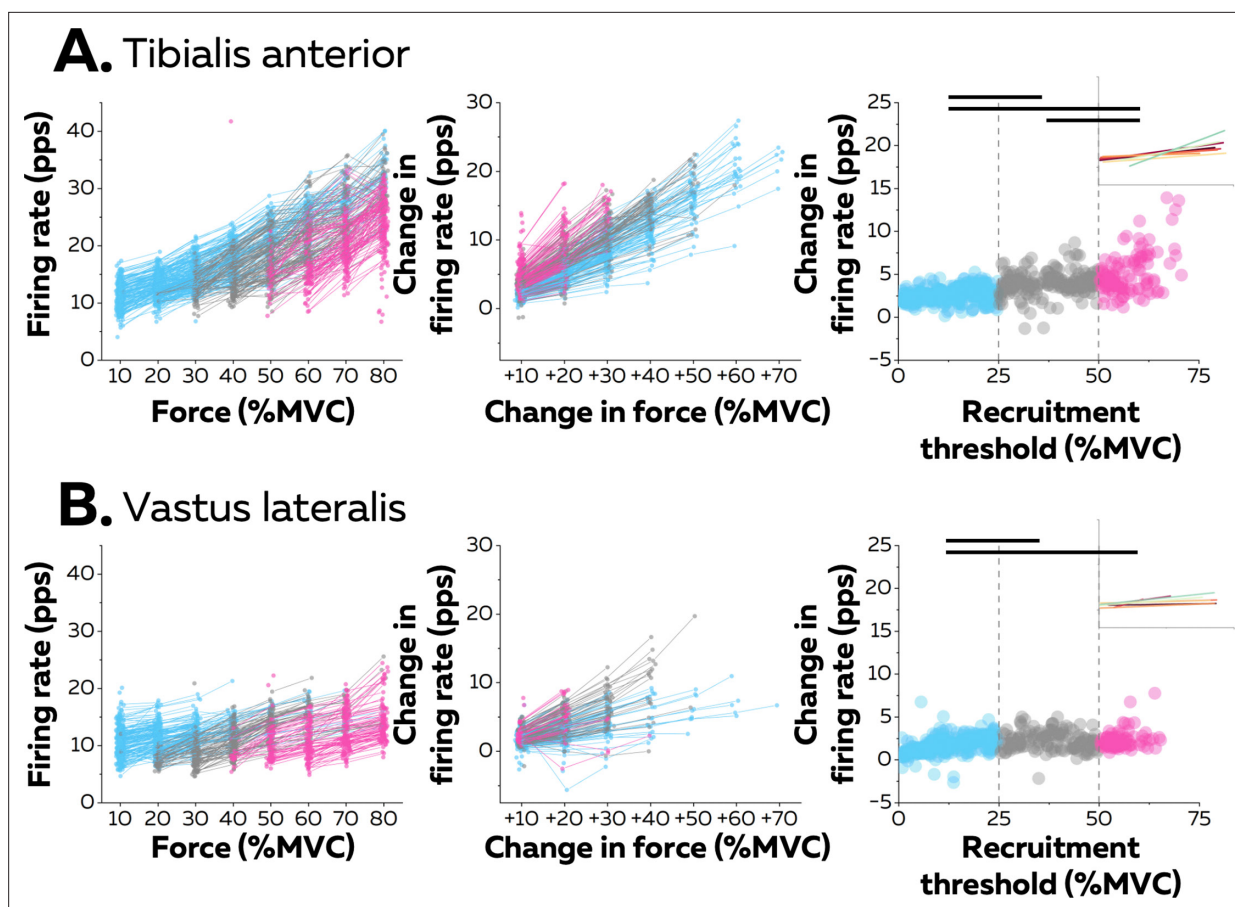 A. Tibialis anterior
Firing rate (pps)
40
30
20
10
0
10 20 30 40 50 60 70 80
Force (%MVC)
Change in
firing rate (pps)
30
20
10
0
+10 +20 +30 +40 +50 +60 +70
Change in force (%MVC)
Change in
firing rate (pps)
25
20
15
10
5
0
−5
0 25 50 75
Recruitment
threshold (%MVC)
B. Vastus lateralis
Firing rate (pps)
40
30
20
10
0
10 20 30 40 50 60 70 80
Force (%MVC)
Change in
firing rate (pps)
30
20
10
0
+10 +20 +30 +40 +50 +60 +70
Change in force (%MVC)
Change in
firing rate (pps)
25
20
15
10
5
0
−5
0 25 50 75
Recruitment
threshold (%MVC)